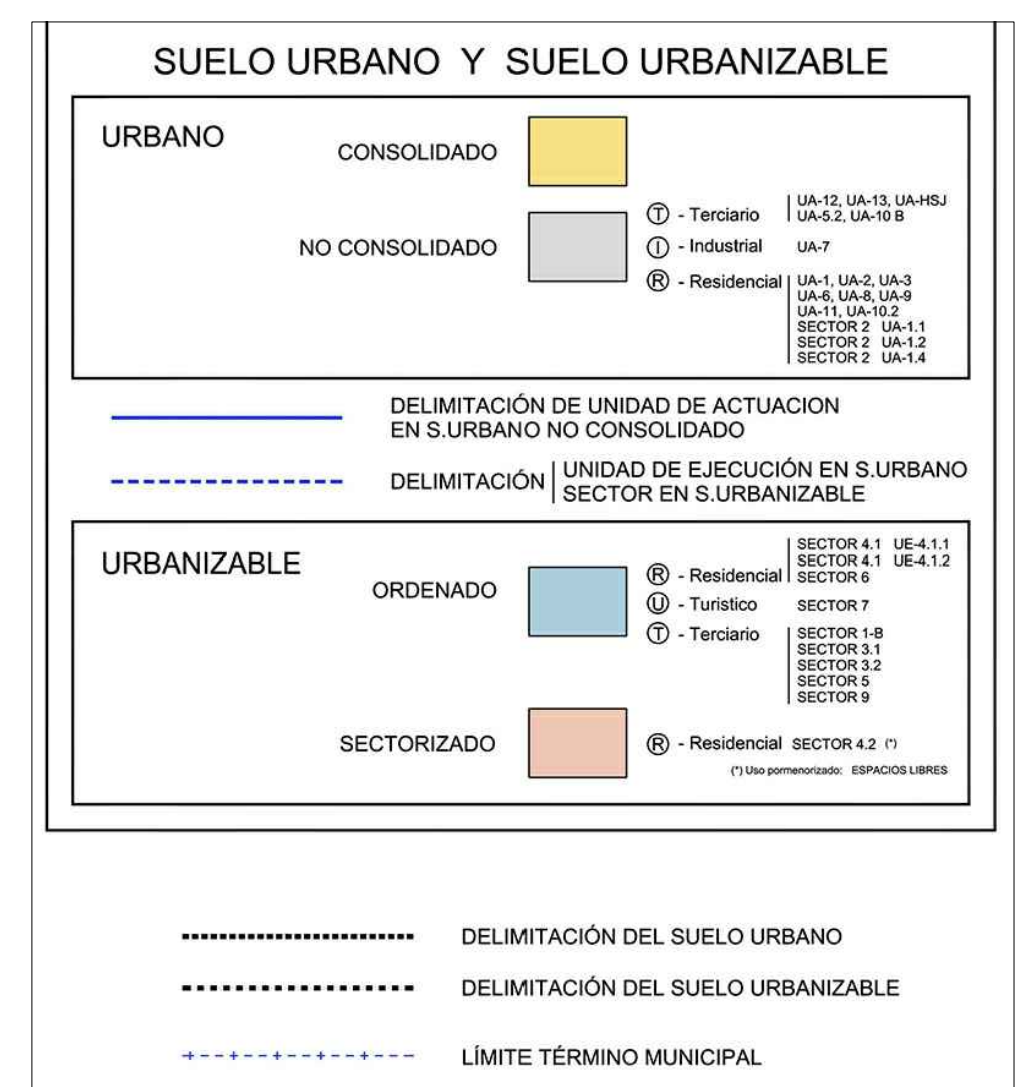 SUELO URBANO Y SUELO URBANIZABLE
URBANO
CONSOLIDADO
NO CONSOLIDADO
T - Terciario
UA-12, UA-13, UA-HSJ
UA-5.2, UA-10 B
I - Industrial UA-7
R - Residencial
UA-1, UA-2, UA-3
UA-6, UA-8, UA-9
UA-11, UA-10.2
SECTOR 2 UA-1.1
SECTOR 2 UA-1.2
SECTOR 2 UA-1.4
DELIMITACIÓN DE UNIDAD DE ACTUACION
EN S.URBANO NO CONSOLIDADO
DELIMITACIÓN
UNIDAD DE EJECUCIÓN EN S.URBANO
SECTOR EN S.URBANIZABLE
URBANIZABLE
ORDENADO
R - Residencial
SECTOR 4.1 UE-4.1.1
SECTOR 4.1 UE-4.1.2
SECTOR 6
U - Turistico SECTOR 7
T - Terciario
SECTOR 1-B
SECTOR 3.1
SECTOR 3.2
SECTOR 5
SECTOR 9
SECTORIZADO
R - Residencial SECTOR 4.2 (*)
(*) Uso pormenorizado: ESPACIOS LIBRES
DELIMITACIÓN DEL SUELO URBANO
DELIMITACIÓN DEL SUELO URBANIZABLE
LÍMITE TÉRMINO MUNICIPAL